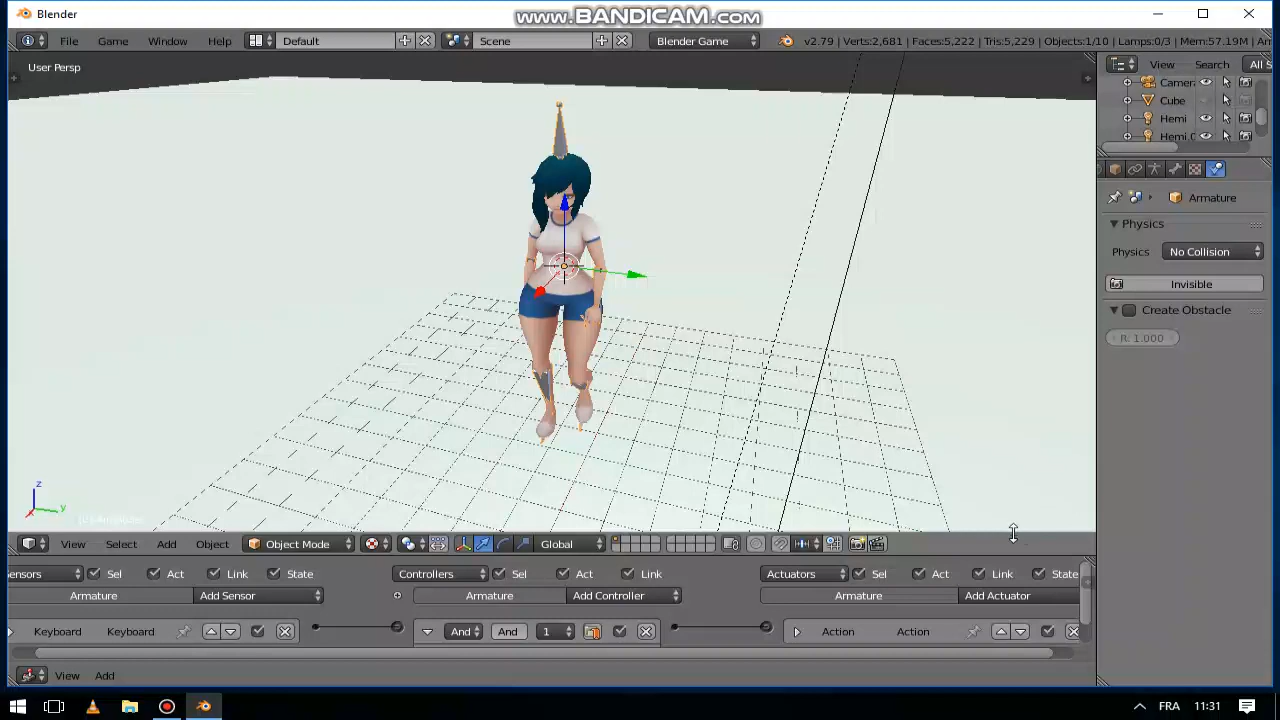 Blender
www.BANDICAM.com
File Game Window Help Default Scene Blender Game v2.79 | Verts:2,681 | Faces:5,222 | Tris:5,229 | Objects:1/10 | Lamps:0/3 | Mem:57.19M | Ar
User Persp
View Search All S
Camer
Cube
Hemi
Hemi.
Armature
Physics
Physics No Collision
Invisible
Create Obstacle
R: 1.000
z
y
View Select Add Object Object Mode Global
ensors Sel Act Link State Controllers Sel Act Link Actuators Sel Act Link State
Armature Add Sensor Armature Add Controller Armature Add Actuator
Keyboard Keyboard And And 1 Action Action
View Add
FRA 11:31